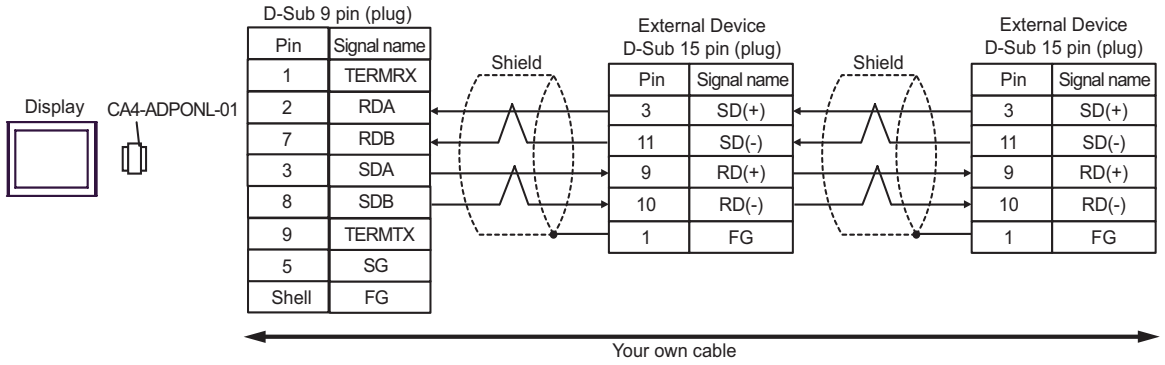 D-Sub 9 pin (plug)
Pin Signal name
1 TERMRX
2 RDA
7 RDB
3 SDA
8 SDB
9 TERMTX
5 SG
Shell FG
Display
CA4-ADPONL-01
Shield
External Device
D-Sub 15 pin (plug)
Pin Signal name
3 SD(+)
11 SD(-)
9 RD(+)
10 RD(-)
1 FG
Shield
External Device
D-Sub 15 pin (plug)
Pin Signal name
3 SD(+)
11 SD(-)
9 RD(+)
10 RD(-)
1 FG
Your own cable